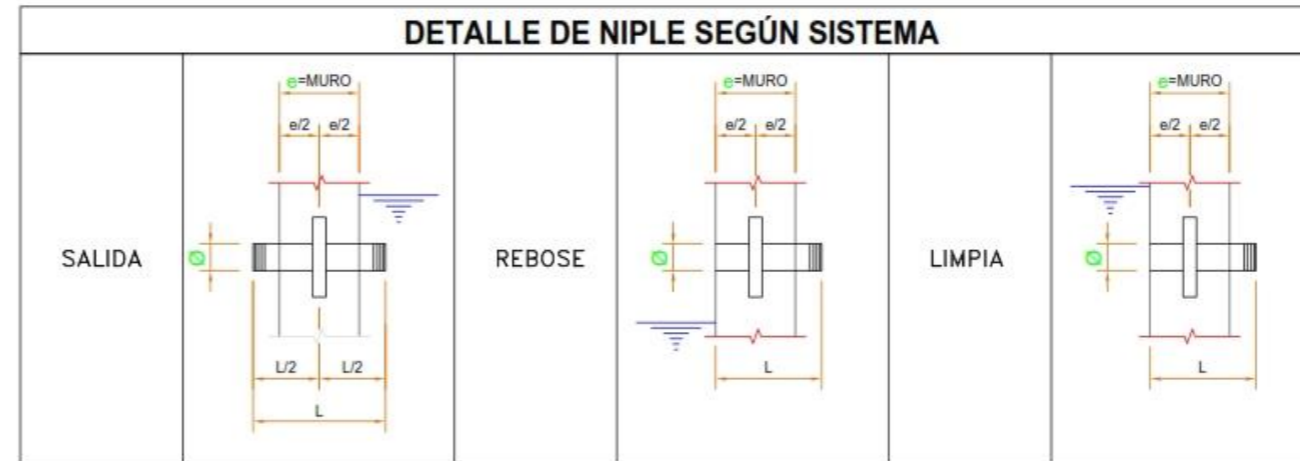 DETALLE DE NIPLE SEGÚN SISTEMA
SALIDA
e=MURO
e/2 e/2
Ø
L/2 L/2
L
REBOSE
e=MURO
e/2 e/2
Ø
L
LIMPIA
e=MURO
e/2 e/2
Ø
L